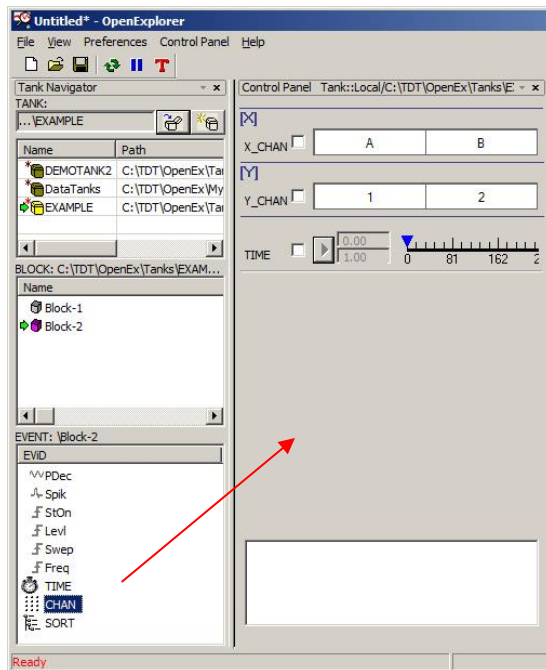 Untitled* - OpenExplorer
File View Preferences Control Panel Help
Tank Navigator
TANK:
...\EXAMPLE
Name Path
DEMOTANK2 C:\TDT\OpenEx\Tar
DataTanks C:\TDT\OpenEx\My
EXAMPLE C:\TDT\OpenEx\Tar
BLOCK: C:\TDT\OpenEx\Tanks\EXAM...
Name
Block-1
Block-2
EVENT: \Block-2
EViD
PDec
Spik
StOn
Levl
Swep
Freq
TIME
CHAN
SORT
Control Panel Tank::Local/C:\TDT\OpenEx\Tanks\E:
[X]
X_CHAN A B
[Y]
Y_CHAN 1 2
TIME 0.00 1.00 0 81 162 2
Ready